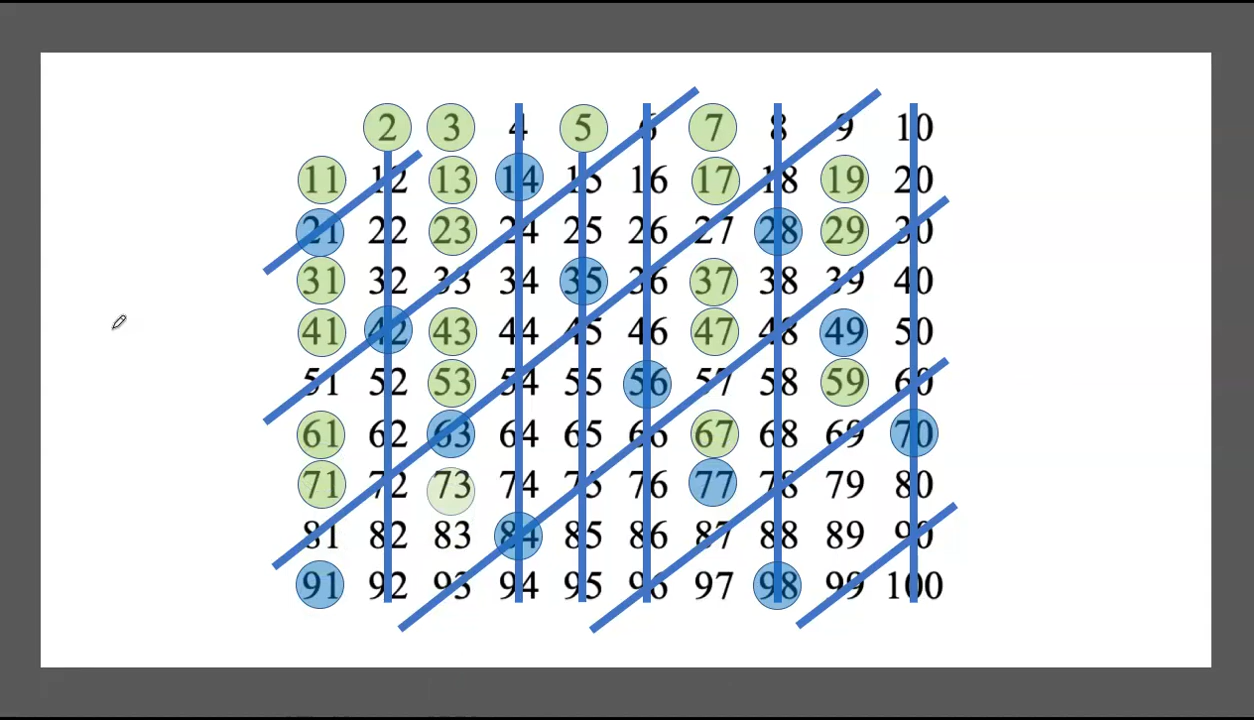 2 3 4 5 6 7 8 9 10
11 12 13 14 15 16 17 18 19 20
21 22 23 24 25 26 27 28 29 30
31 32 33 34 35 36 37 38 39 40
41 42 43 44 45 46 47 48 49 50
51 52 53 54 55 56 57 58 59 60
61 62 63 64 65 66 67 68 69 70
71 72 73 74 75 76 77 78 79 80
81 82 83 84 85 86 87 88 89 90
91 92 93 94 95 96 97 98 99 100